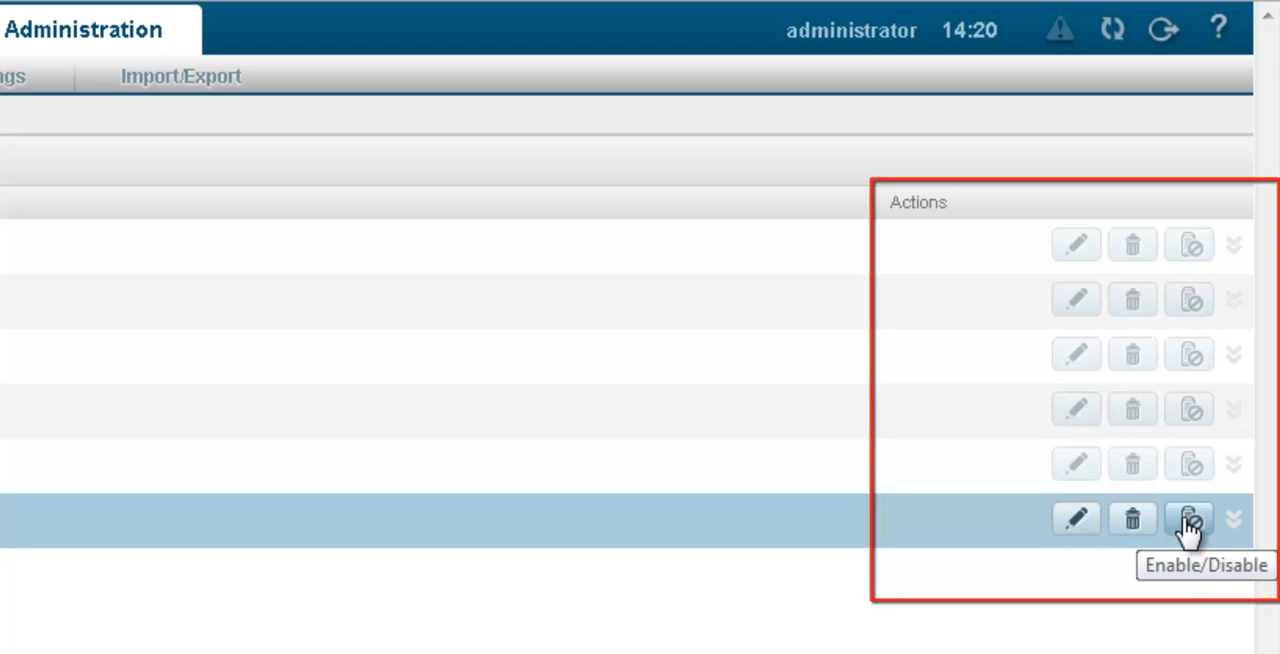 Administration administrator 14:20 ?
ngs Import/Export
Actions
Enable/Disable